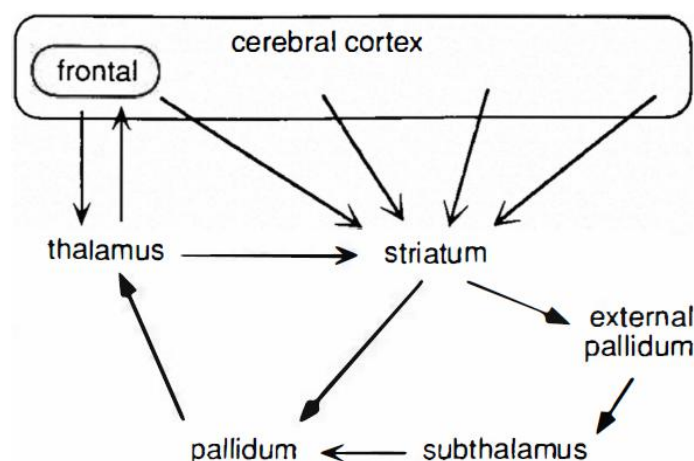 cerebral cortex
frontal
thalamus
striatum
external
pallidum
pallidum
subthalamus